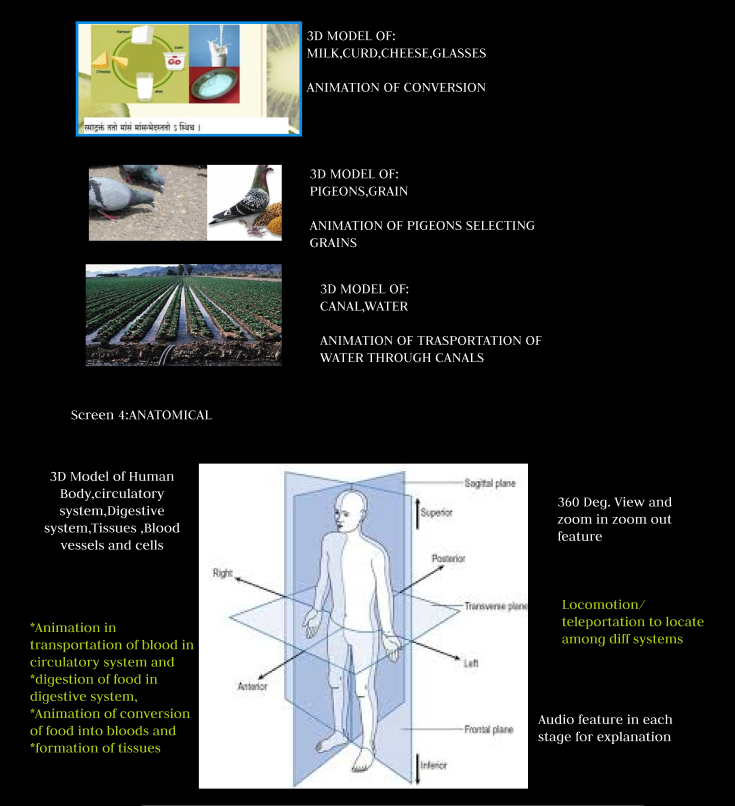 3D MODEL OF:
MILK,CURD,CHEESE,GLASSES
ANIMATION OF CONVERSION
Paneer
Curd
GO
Cheese
Milk
रसाद्रक्तं ततो मांसं मांसान्मेदस्ततो ऽ स्थिच ।
3D MODEL OF:
PIGEONS,GRAIN
ANIMATION OF PIGEONS SELECTING
GRAINS
3D MODEL OF:
CANAL,WATER
ANIMATION OF TRASPORTATION OF
WATER THROUGH CANALS
Screen 4:ANATOMICAL
3D Model of Human
Body,circulatory
system,Digestive
system,Tissues ,Blood
vessels and cells
*Animation in
transportation of blood in
circulatory system and
*digestion of food in
digestive system,
*Animation of conversion
of food into bloods and
*formation of tissues
Sagittal plane
Superior
Posterior
Right
Transverse plane
Left
Anterior
Frontal plane
Inferior
360 Deg. View and
zoom in zoom out
feature
Locomotion/
teleportation to locate
among diff systems
Audio feature in each
stage for explanation